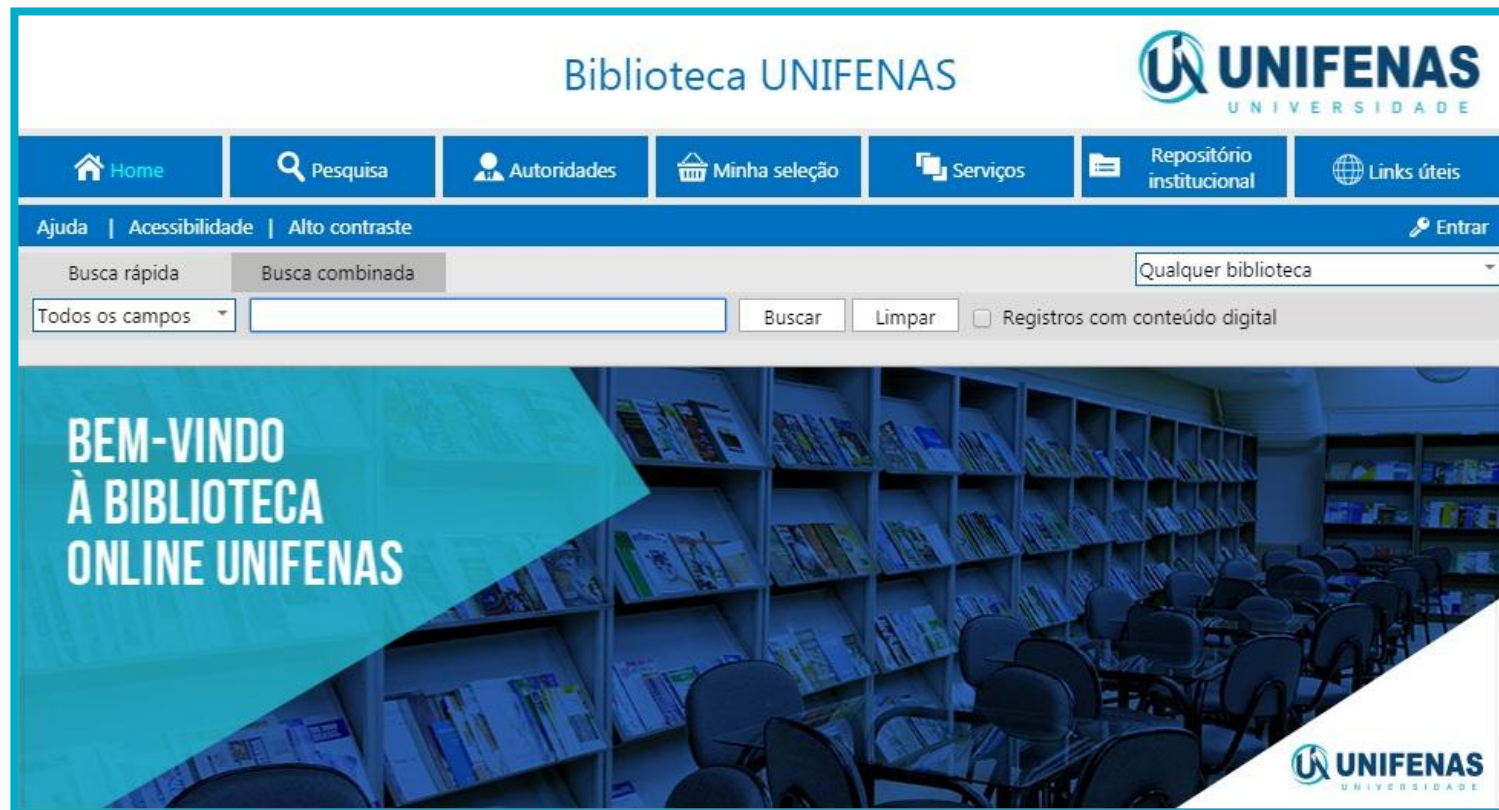 Biblioteca UNIFENAS
UNIFENAS
UNIVERSIDADE
Home
Pesquisa
Autoridades
Minha seleção
Serviços
Repositório
institucional
Links úteis
Ajuda | Acessibilidade | Alto contraste
Entrar
Busca rápida
Busca combinada
Qualquer biblioteca
Todos os campos
Buscar
Limpar
Registros com conteúdo digital
BEM-VINDO
À BIBLIOTECA
ONLINE UNIFENAS
UNIFENAS
UNIVERSIDADE